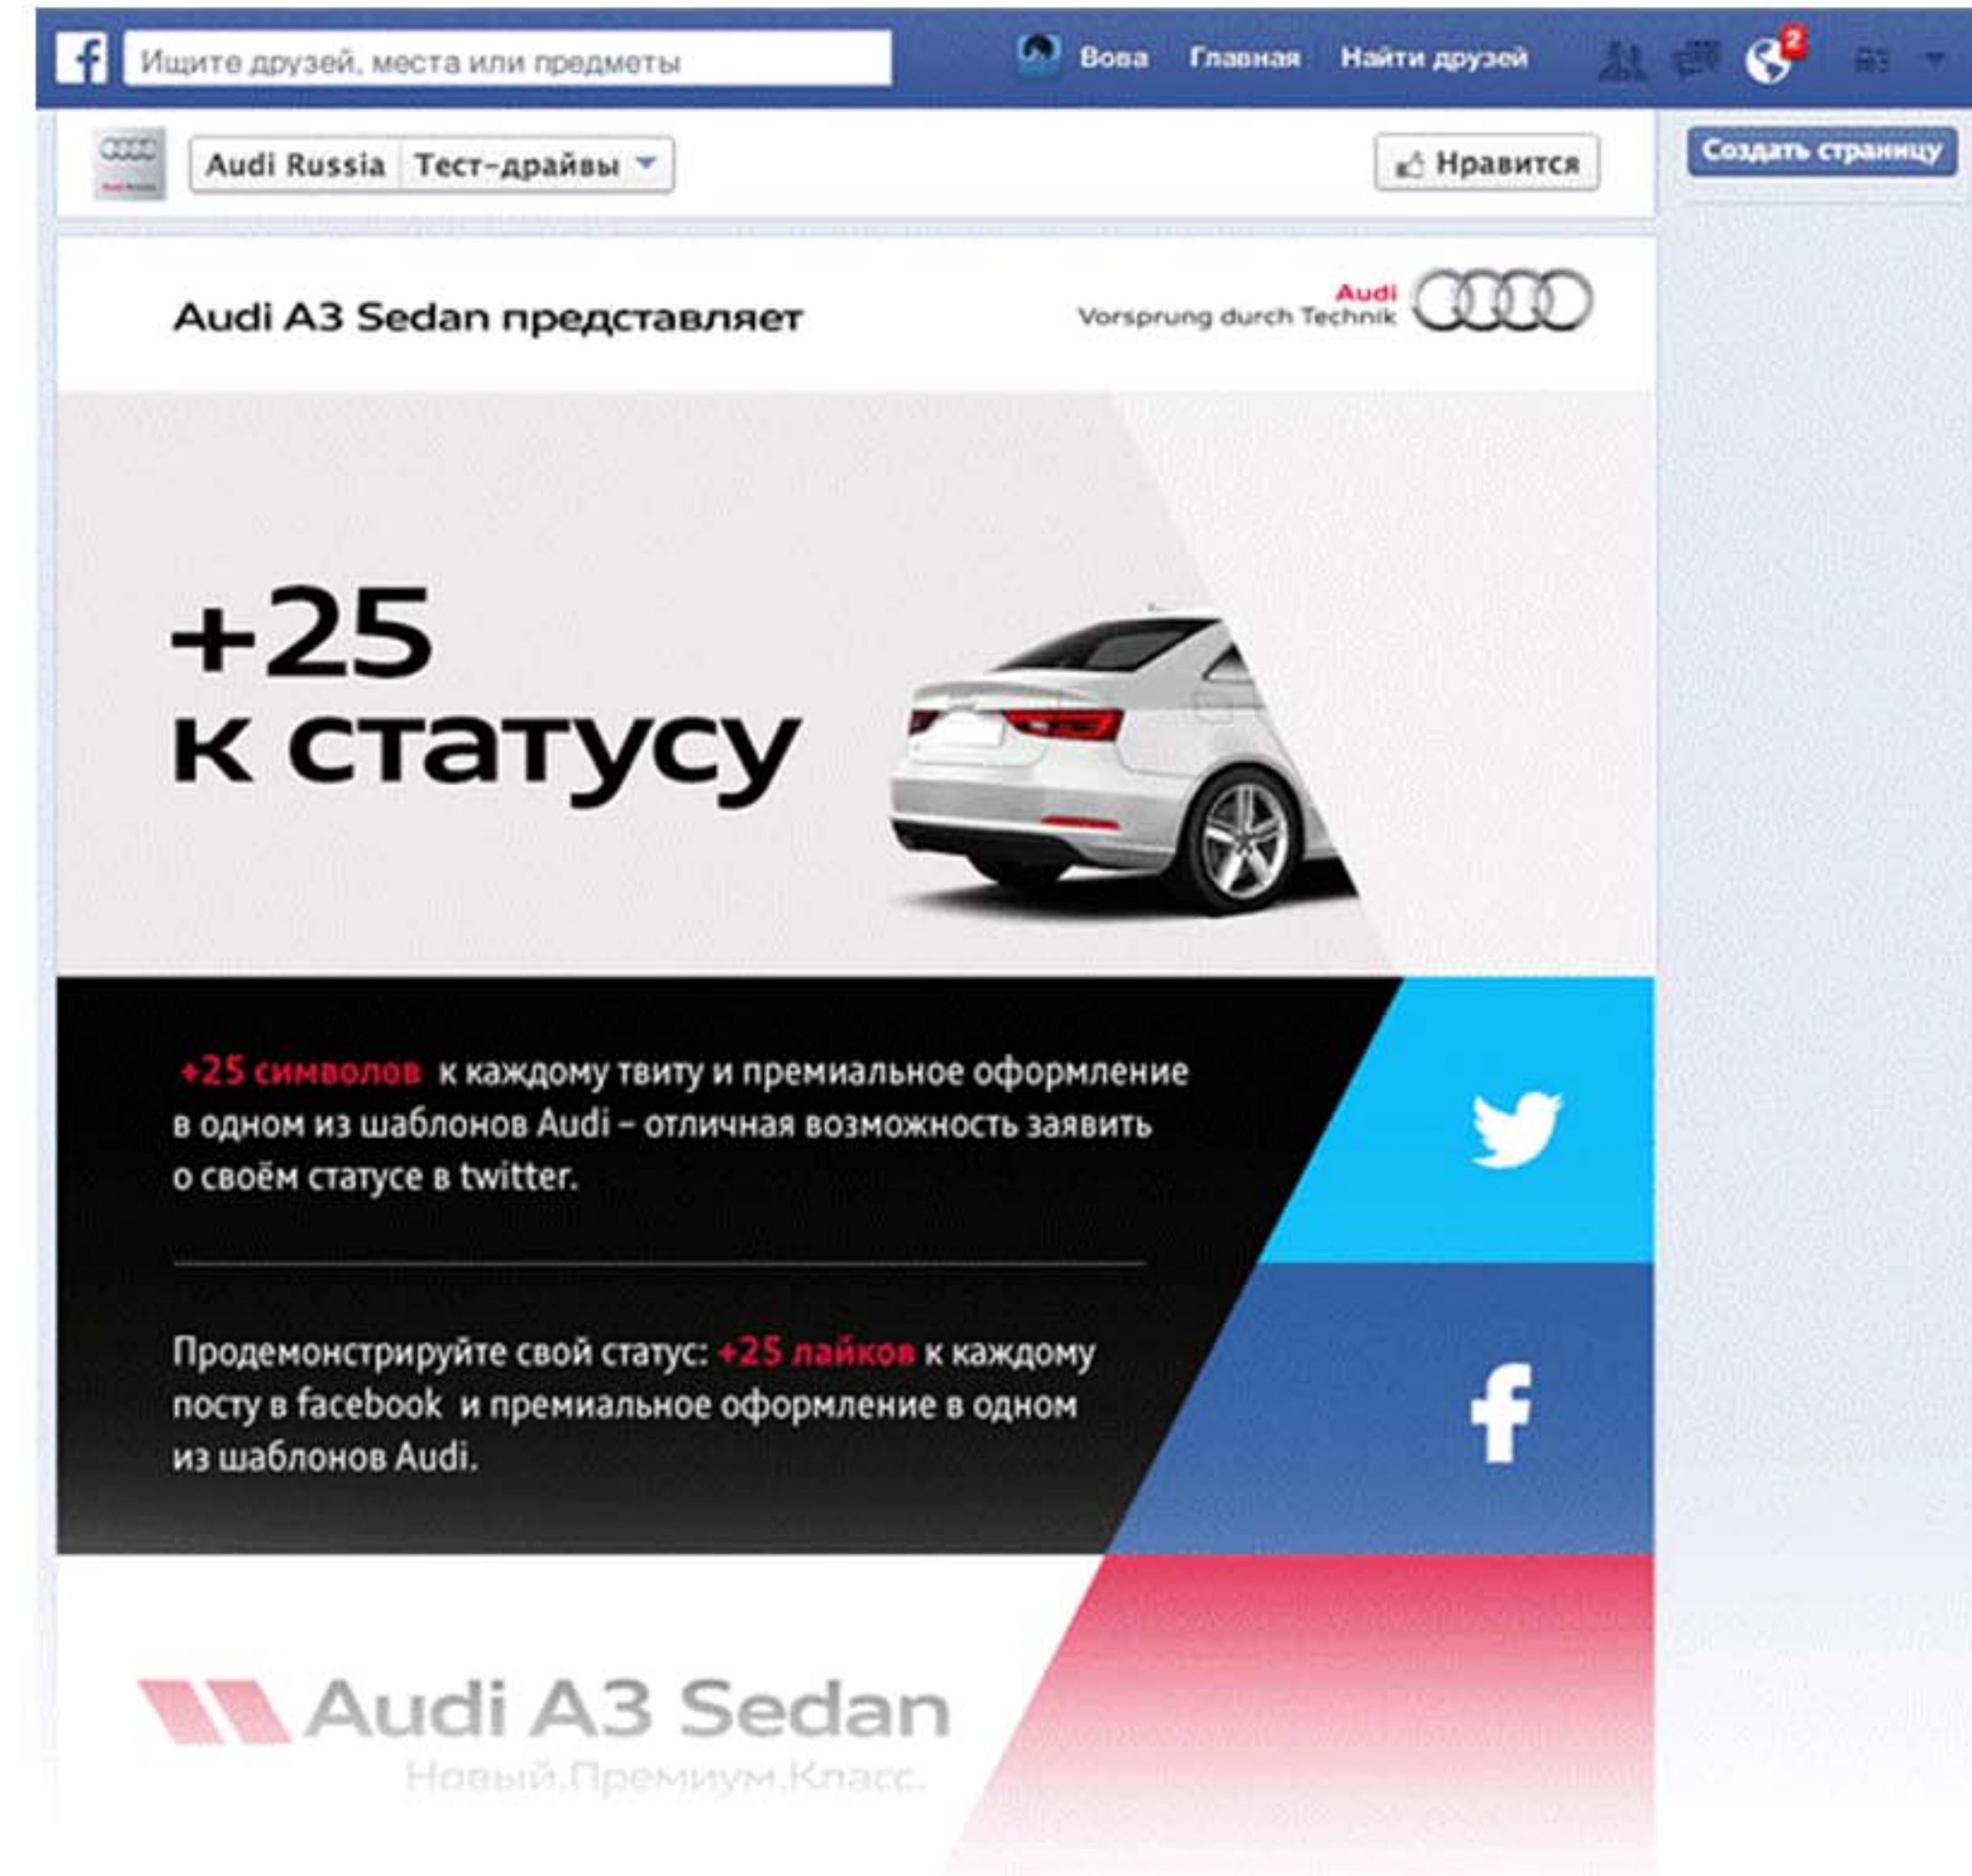 Ищите друзей, места или предметы
Вова Главная Найти друзей
2
Audi Russia Тест-драйвы
Нравится
Создать страницу
Audi A3 Sedan представляет
Audi
Vorsprung durch Technik
+25
к статусу
+25 символов к каждому твиту и премиальное оформление
в одном из шаблонов Audi – отличная возможность заявить
о своём статусе в twitter.
Продемонстрируйте свой статус: +25 лайков к каждому
посту в facebook и премиальное оформление в одном
из шаблонов Audi.
Audi A3 Sedan
Новый.Премиум.Класс.